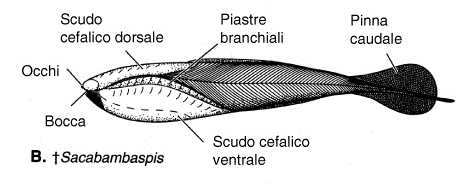 Scudo
cefalico dorsale
Piastre
branchiali
Pinna
caudale
Occhi
Bocca
Scudo cefalico
ventrale
B. †Sacabambaspis